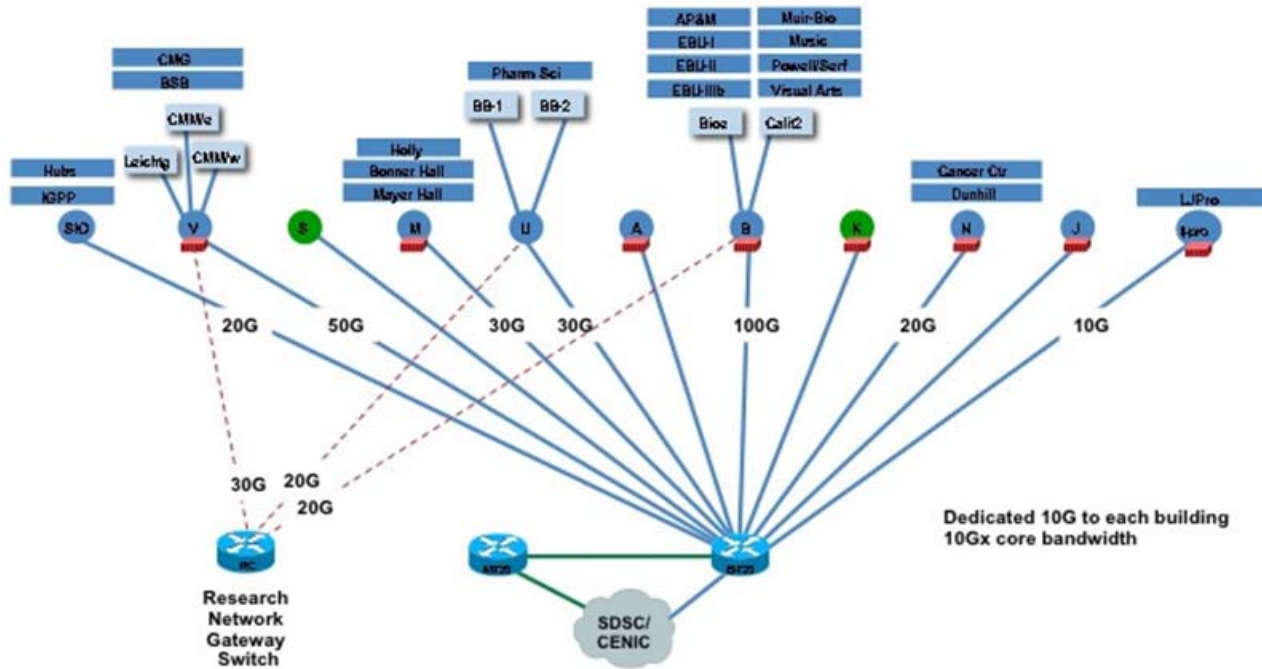 AP&M
Muir-Bio
EBU-I
Music
EBU-II
Powell/Serf
EBU-IIIb
Visual Arts
CMG
BSB
Pharm Sci
BB-1
BB-2
CMM/e
Bioe
Calit2
Leichtg
CMM/w
Holly
Bonner Hall
Mayer Hall
Hubs
IGPP
Cancer Ctr
Dunhill
LJPro
SIO
V
S
M
U
A
B
K
N
J
20G
50G
30G
30G
100G
20G
10G
30G
20G
20G
Dedicated 10G to each building
10Gx core bandwidth
Research
Network
Gateway
Switch
SDSC/
CENIC